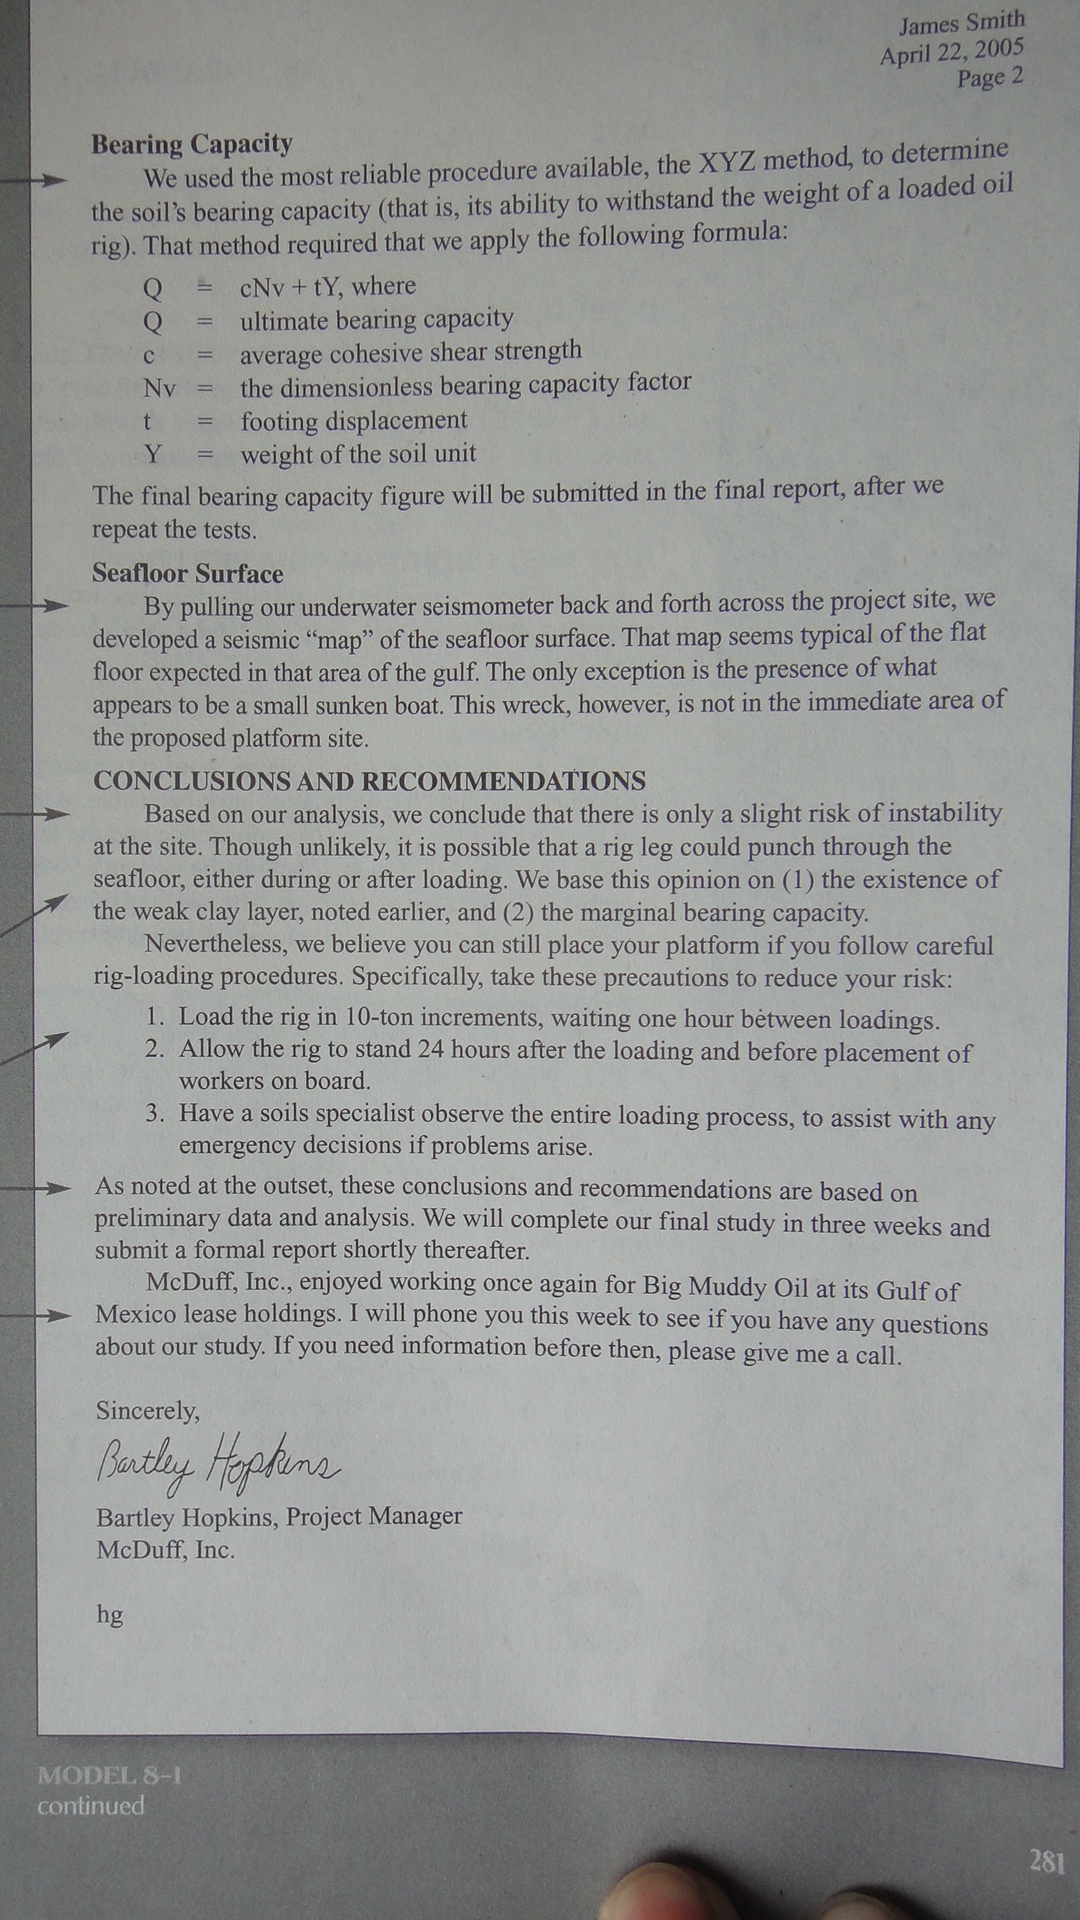 James Smith
April 22, 2005
Page 2
Bearing Capacity
We used the most reliable procedure available, the XYZ method, to determine
the soil's bearing capacity (that is, its ability to withstand the weight of a loaded oil
rig). That method required that we apply the following formula:
Q = cNv + tY, where
Q = ultimate bearing capacity
c = average cohesive shear strength
Nv = the dimensionless bearing capacity factor
t = footing displacement
Y = weight of the soil unit
The final bearing capacity figure will be submitted in the final report, after we
repeat the tests.
Seafloor Surface
By pulling our underwater seismometer back and forth across the project site, we
developed a seismic “map” of the seafloor surface. That map seems typical of the flat
floor expected in that area of the gulf. The only exception is the presence of what
appears to be a small sunken boat. This wreck, however, is not in the immediate area of
the proposed platform site.
CONCLUSIONS AND RECOMMENDATIONS
Based on our analysis, we conclude that there is only a slight risk of instability
at the site. Though unlikely, it is possible that a rig leg could punch through the
seafloor, either during or after loading. We base this opinion on (1) the existence of
the weak clay layer, noted earlier, and (2) the marginal bearing capacity.
Nevertheless, we believe you can still place your platform if you follow careful
rig-loading procedures. Specifically, take these precautions to reduce your risk:
1. Load the rig in 10-ton increments, waiting one hour between loadings.
2. Allow the rig to stand 24 hours after the loading and before placement of
workers on board.
3. Have a soils specialist observe the entire loading process, to assist with any
emergency decisions if problems arise.
As noted at the outset, these conclusions and recommendations are based on
preliminary data and analysis. We will complete our final study in three weeks and
submit a formal report shortly thereafter.
McDuff, Inc., enjoyed working once again for Big Muddy Oil at its Gulf of
Mexico lease holdings. I will phone you this week to see if you have any questions
about our study. If you need information before then, please give me a call.
Sincerely,
Bartley Hopkins
Bartley Hopkins, Project Manager
McDuff, Inc.
hg
MODEL 8–1
continued
281